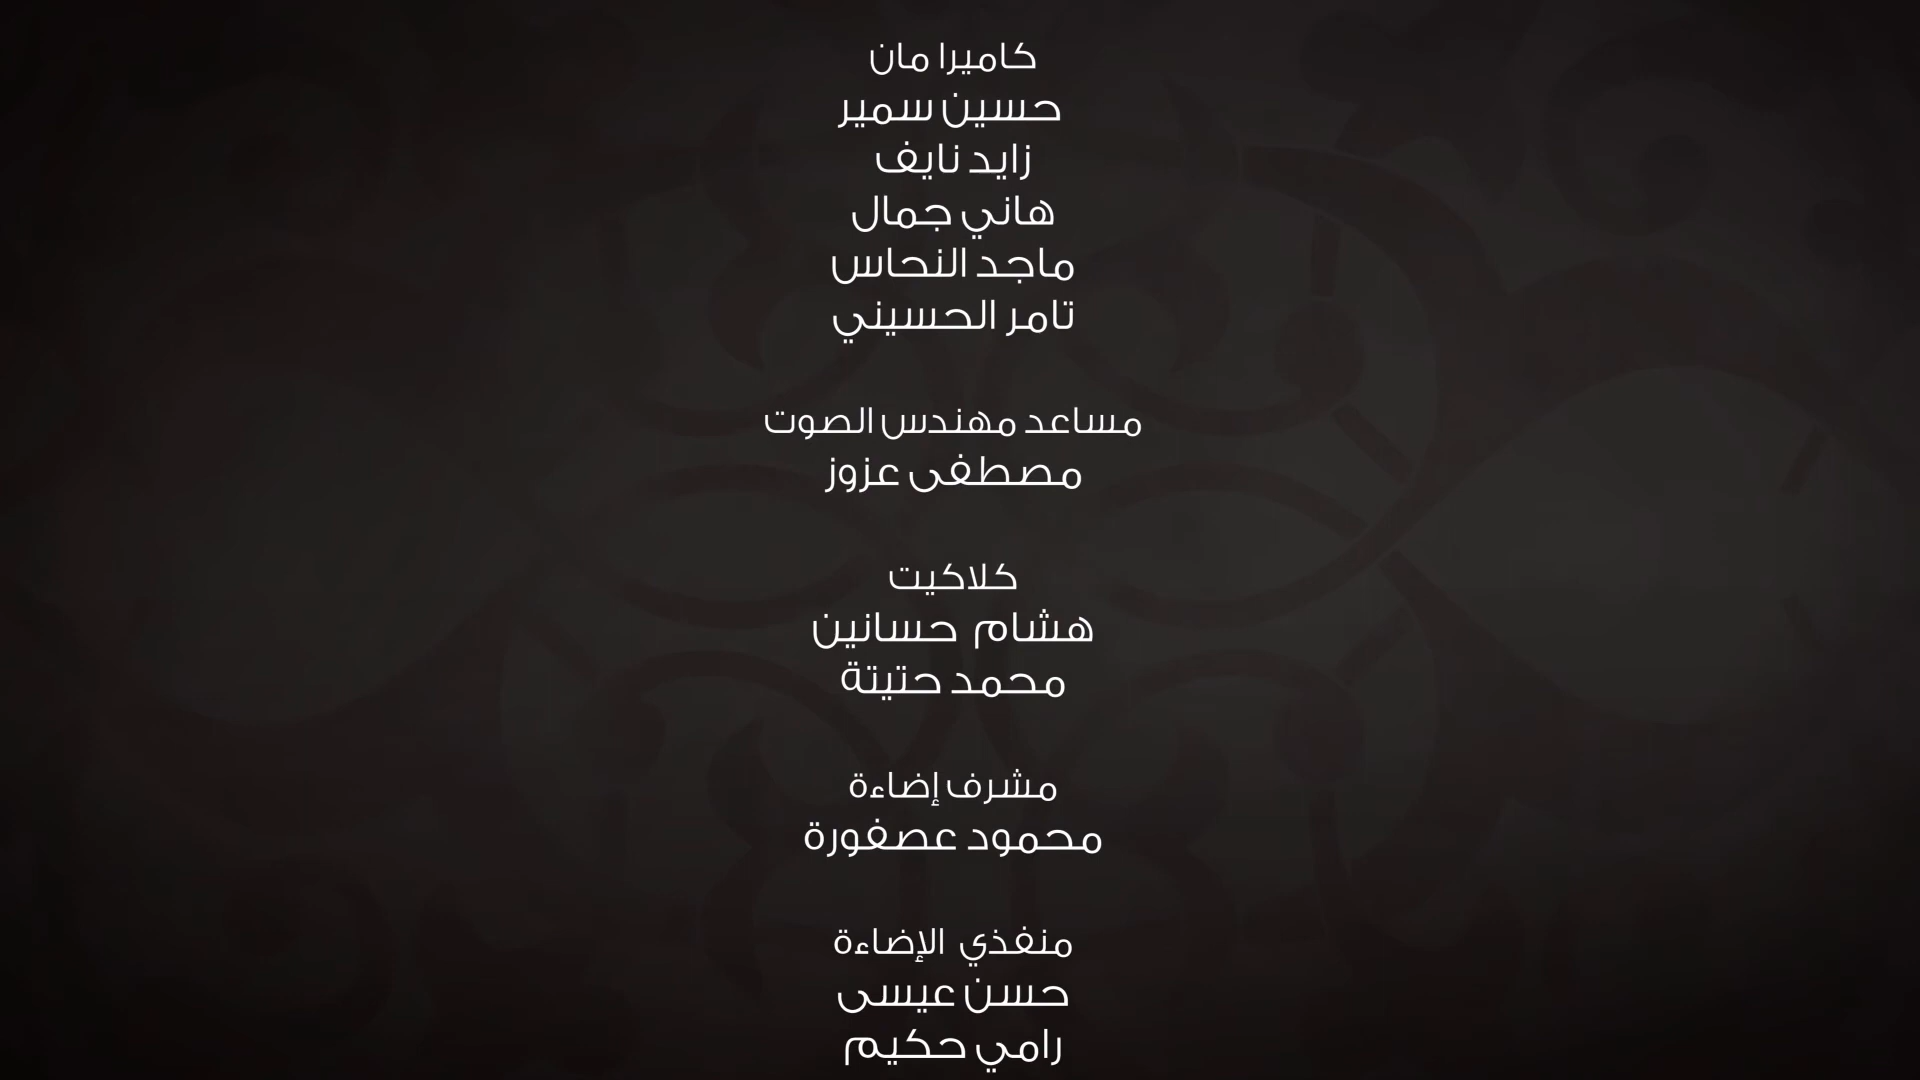 كاميرا مان
حسين سمير
زايد نايف
هاني جمال
ماجد النحاس
تامر الحسيني
مساعد مهندس الصوت
مصطفى عزوز
كلاكيت
هشام حسانين
محمد حتيتة
مشرف إضاءة
محمود عصفورة
منفذي الإضاءة
حسن عيسى
رامي حكيم